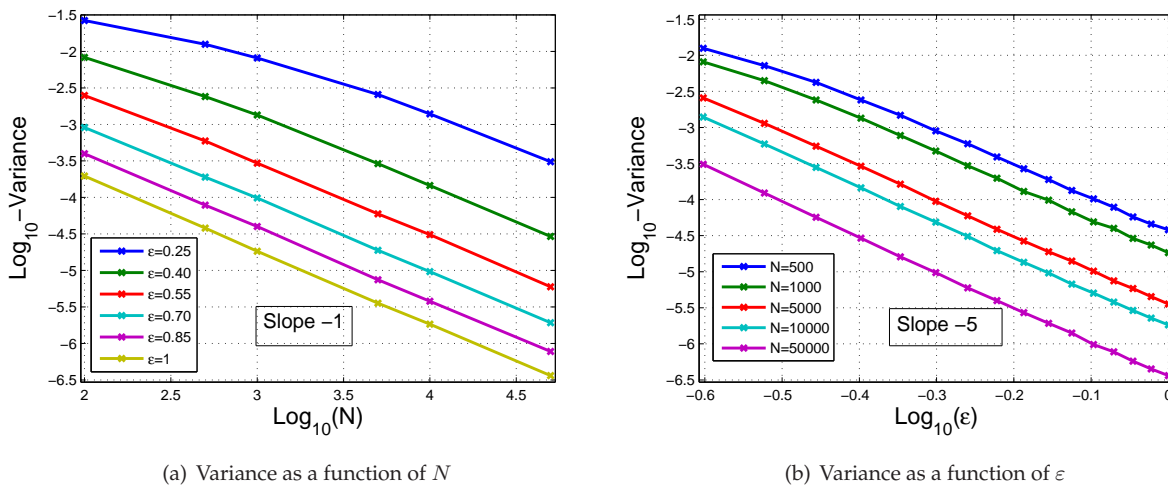 −1.5
−2
−2.5
−3
−3.5
−4
−4.5
−5
−5.5
−6
−6.5
Log10−Variance
2
2.5
3
3.5
4
4.5
Log10(N)
ε=0.25
ε=0.40
ε=0.55
ε=0.70
ε=0.85
ε=1
Slope −1
(a) Variance as a function of N
−1.5
−2
−2.5
−3
−3.5
−4
−4.5
−5
−5.5
−6
−6.5
Log10−Variance
−0.6
−0.5
−0.4
−0.3
−0.2
−0.1
0
Log10(ε)
N=500
N=1000
N=5000
N=10000
N=50000
Slope −5
(b) Variance as a function of ε